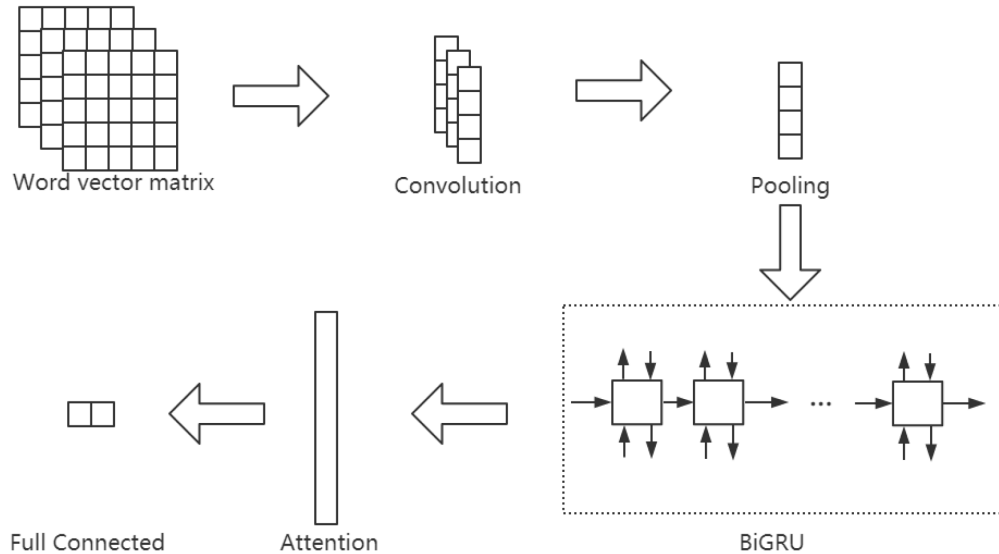 Word vector matrix
Convolution
Pooling
Full Connected
Attention
...
BiGRU